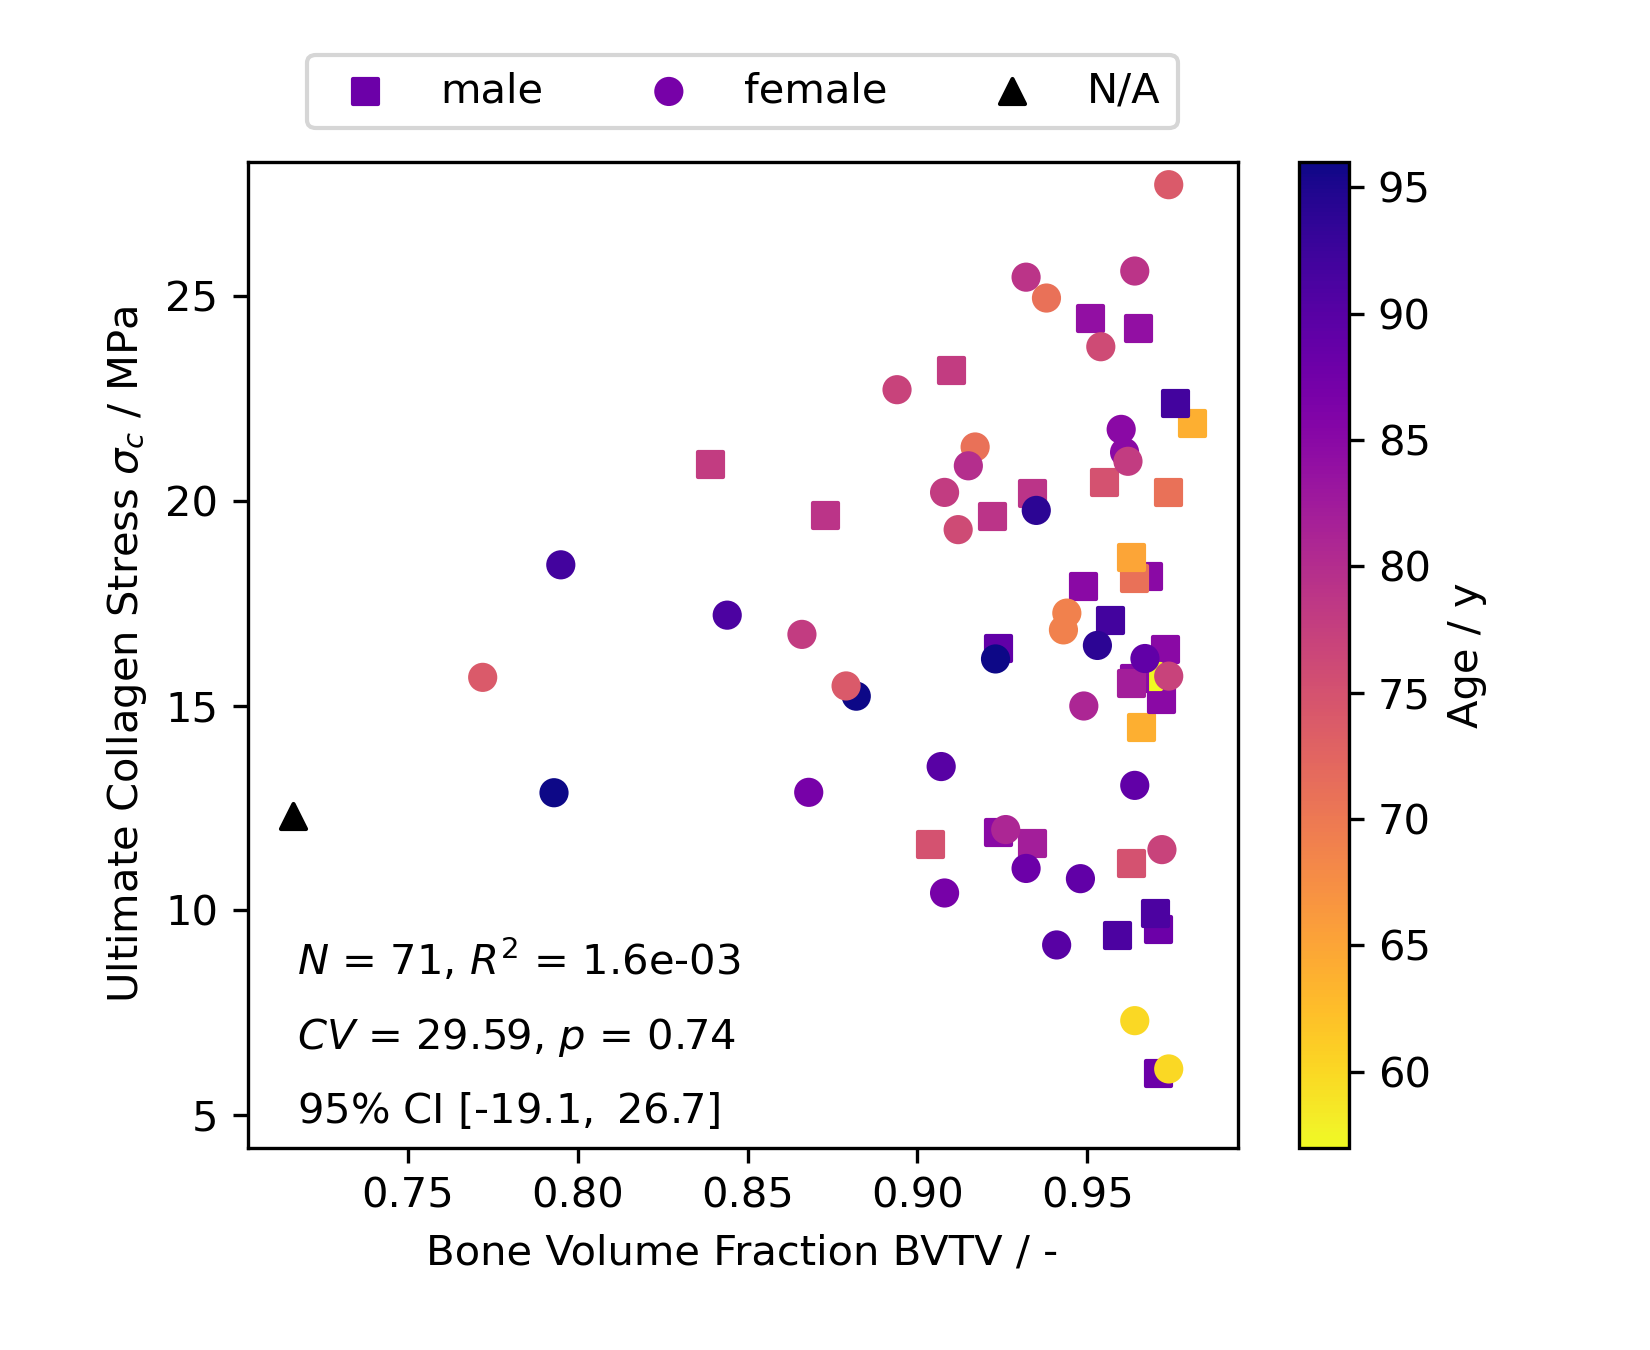 male female N/A
25
20
15
10
5
Ultimate Collagen Stress σc / MPa
N = 71, R² = 1.6e-03
CV = 29.59, p = 0.74
95% CI [-19.1, 26.7]
0.75 0.80 0.85 0.90 0.95
Bone Volume Fraction BVTV / -
95
90
85
80
75
70
65
60
Age / y